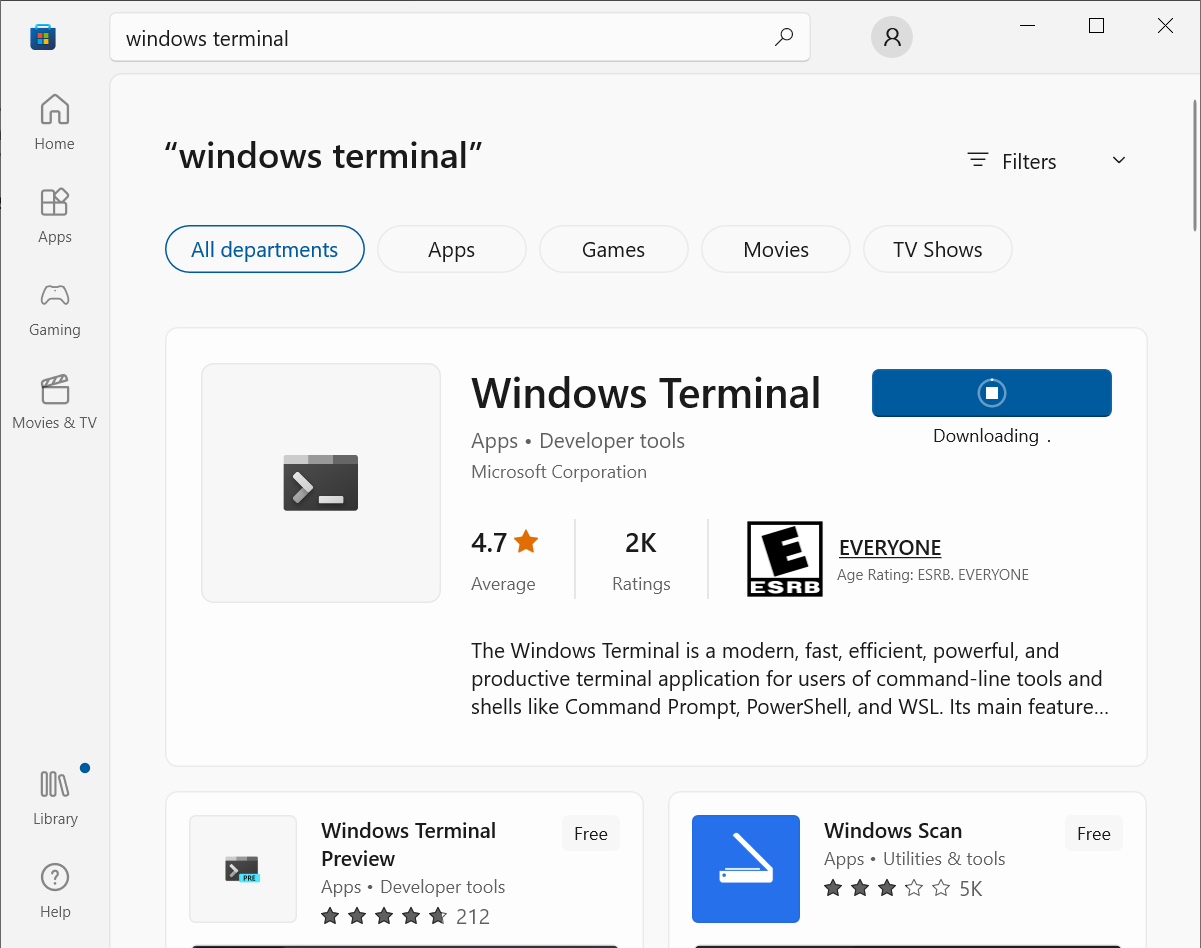 windows terminal
Home
Apps
Gaming
Movies & TV
Library
Help
“windows terminal”
Filters
All departments
Apps
Games
Movies
TV Shows
Windows Terminal
Apps • Developer tools
Microsoft Corporation
Downloading .
4.7
Average
2K
Ratings
E
ESRB
EVERYONE
Age Rating: ESRB. EVERYONE
The Windows Terminal is a modern, fast, efficient, powerful, and
productive terminal application for users of command-line tools and
shells like Command Prompt, PowerShell, and WSL. Its main feature...
PRE
Windows Terminal
Preview
Free
Apps • Developer tools
212
Windows Scan
Free
Apps • Utilities & tools
5K